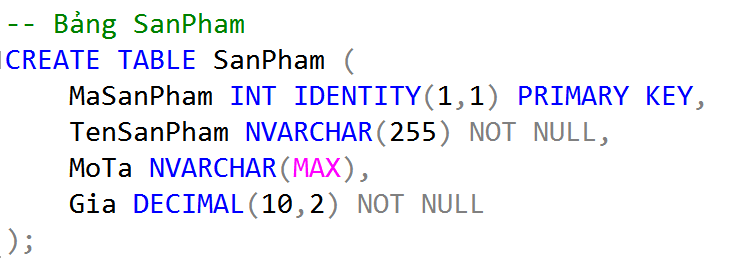 -- Bảng SanPham
CREATE TABLE SanPham (
MaSanPham INT IDENTITY(1,1) PRIMARY KEY,
TenSanPham NVARCHAR(255) NOT NULL,
MoTa NVARCHAR(MAX),
Gia DECIMAL(10,2) NOT NULL
);